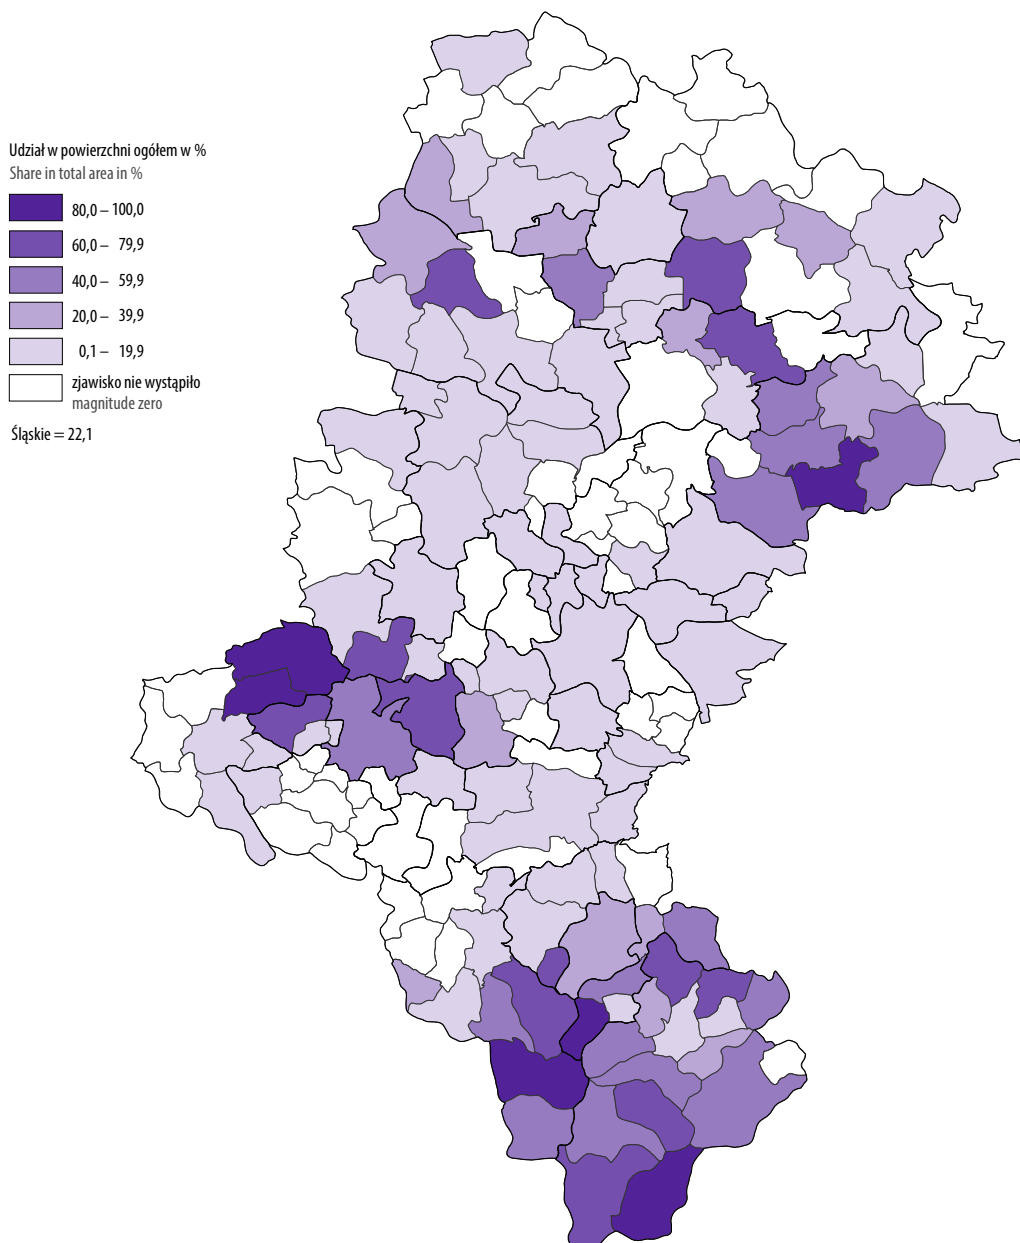 Udział w powierzchni ogółem w %
Share in total area in %
80,0 – 100,0
60,0 – 79,9
40,0 – 59,9
20,0 – 39,9
0,1 – 19,9
zjawisko nie wystąpiło
magnitude zero
Śląskie = 22,1